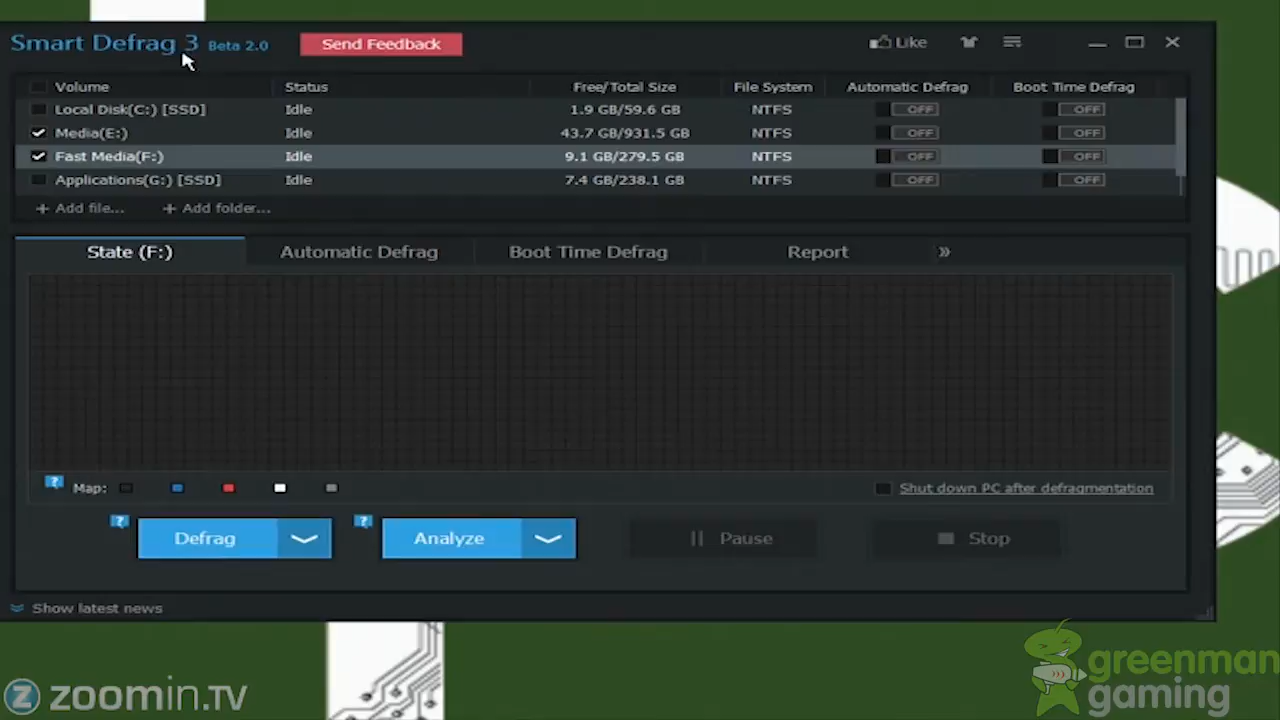 Smart Defrag 3 Beta 2.0 Send Feedback Like
Volume Status Free/Total Size File System Automatic Defrag Boot Time Defrag
Local Disk(C:) [SSD] Idle 1.9 GB/59.6 GB NTFS OFF OFF
Media(E:) Idle 43.7 GB/931.5 GB NTFS OFF OFF
Fast Media(F:) Idle 9.1 GB/279.5 GB NTFS OFF OFF
Applications(G:) [SSD] Idle 7.4 GB/238.1 GB NTFS OFF OFF
+ Add file... + Add folder...
State (F:) Automatic Defrag Boot Time Defrag Report »
? Map: Shut down PC after defragmentation
? Defrag ? Analyze Pause Stop
Show latest news
Z zoomin.TV
greenman
gaming